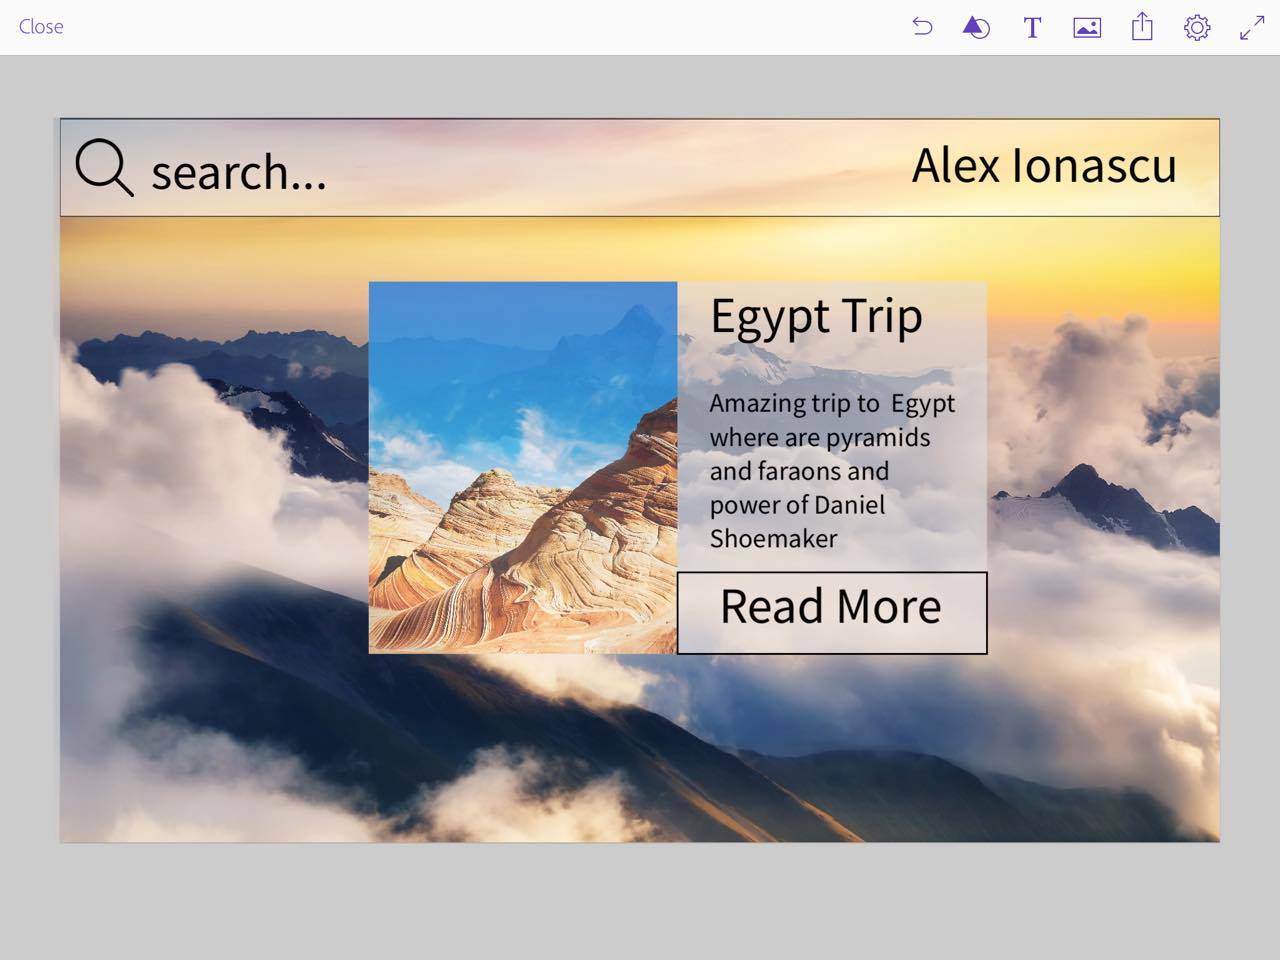 Close
T
search...
Alex Ionascu
Egypt Trip
Amazing trip to  Egypt
where are pyramids
and faraons and
power of Daniel
Shoemaker
Read More